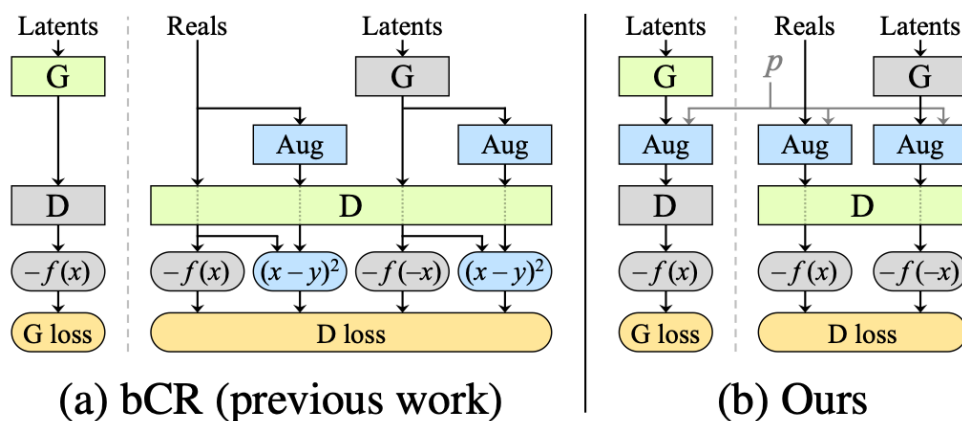 Latents Reals Latents Latents Reals Latents
G G p G G
Aug Aug Aug Aug Aug
D D D D
−f(x) −f(x) (x−y)² −f(−x) (x−y)² −f(x) −f(x) −f(−x)
G loss D loss G loss D loss
(a) bCR (previous work) (b) Ours